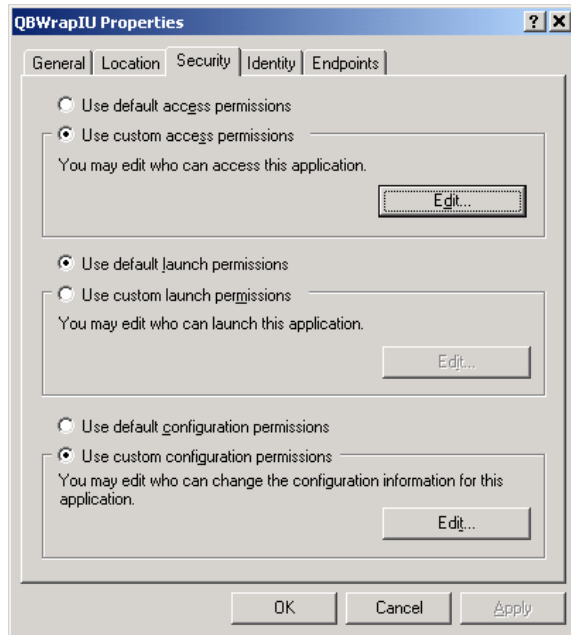 QBWrapIU Properties
General Location Security Identity Endpoints
Use default access permissions
Use custom access permissions
You may edit who can access this application.
Edit...
Use default launch permissions
Use custom launch permissions
You may edit who can launch this application.
Edit...
Use default configuration permissions
Use custom configuration permissions
You may edit who can change the configuration information for this
application.
Edit...
OK Cancel Apply